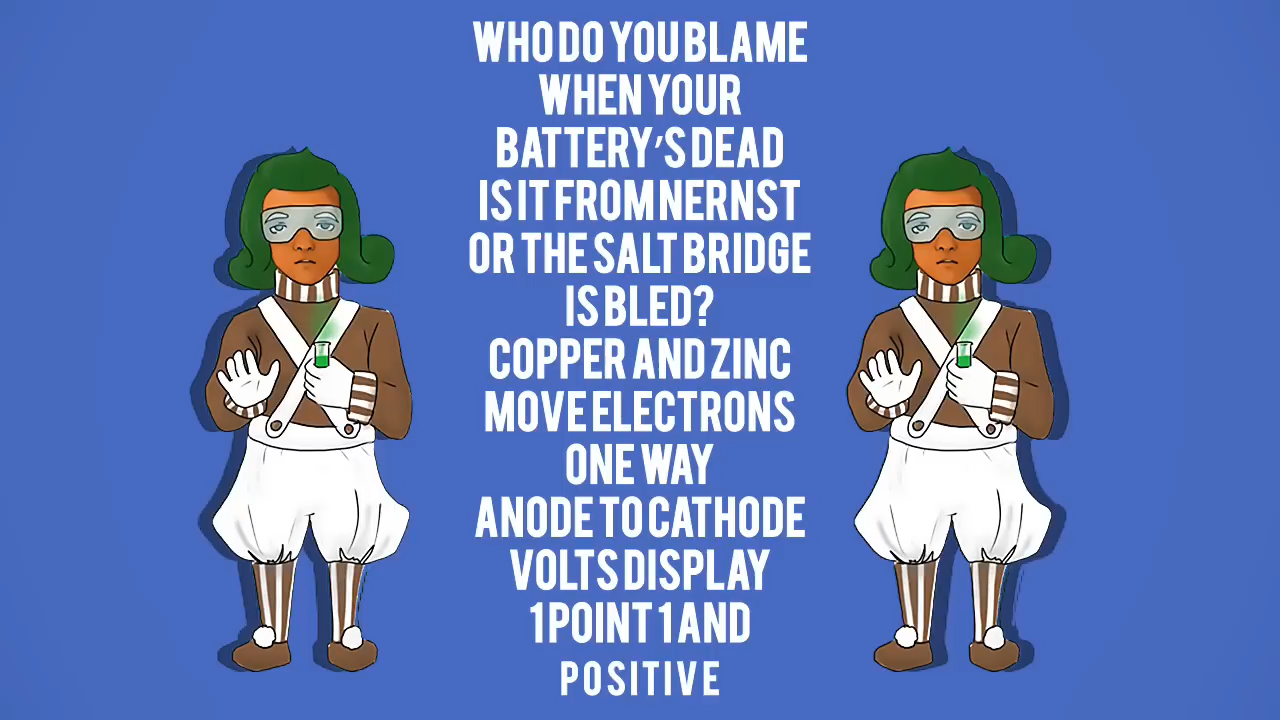 WHO DO YOU BLAME
WHEN YOUR
BATTERY'S DEAD
IS IT FROM NERNST
OR THE SALT BRIDGE
IS BLED?
COPPER AND ZINC
MOVE ELECTRONS
ONE WAY
ANODE TO CATHODE
VOLTS DISPLAY
1 POINT 1 AND
POSITIVE